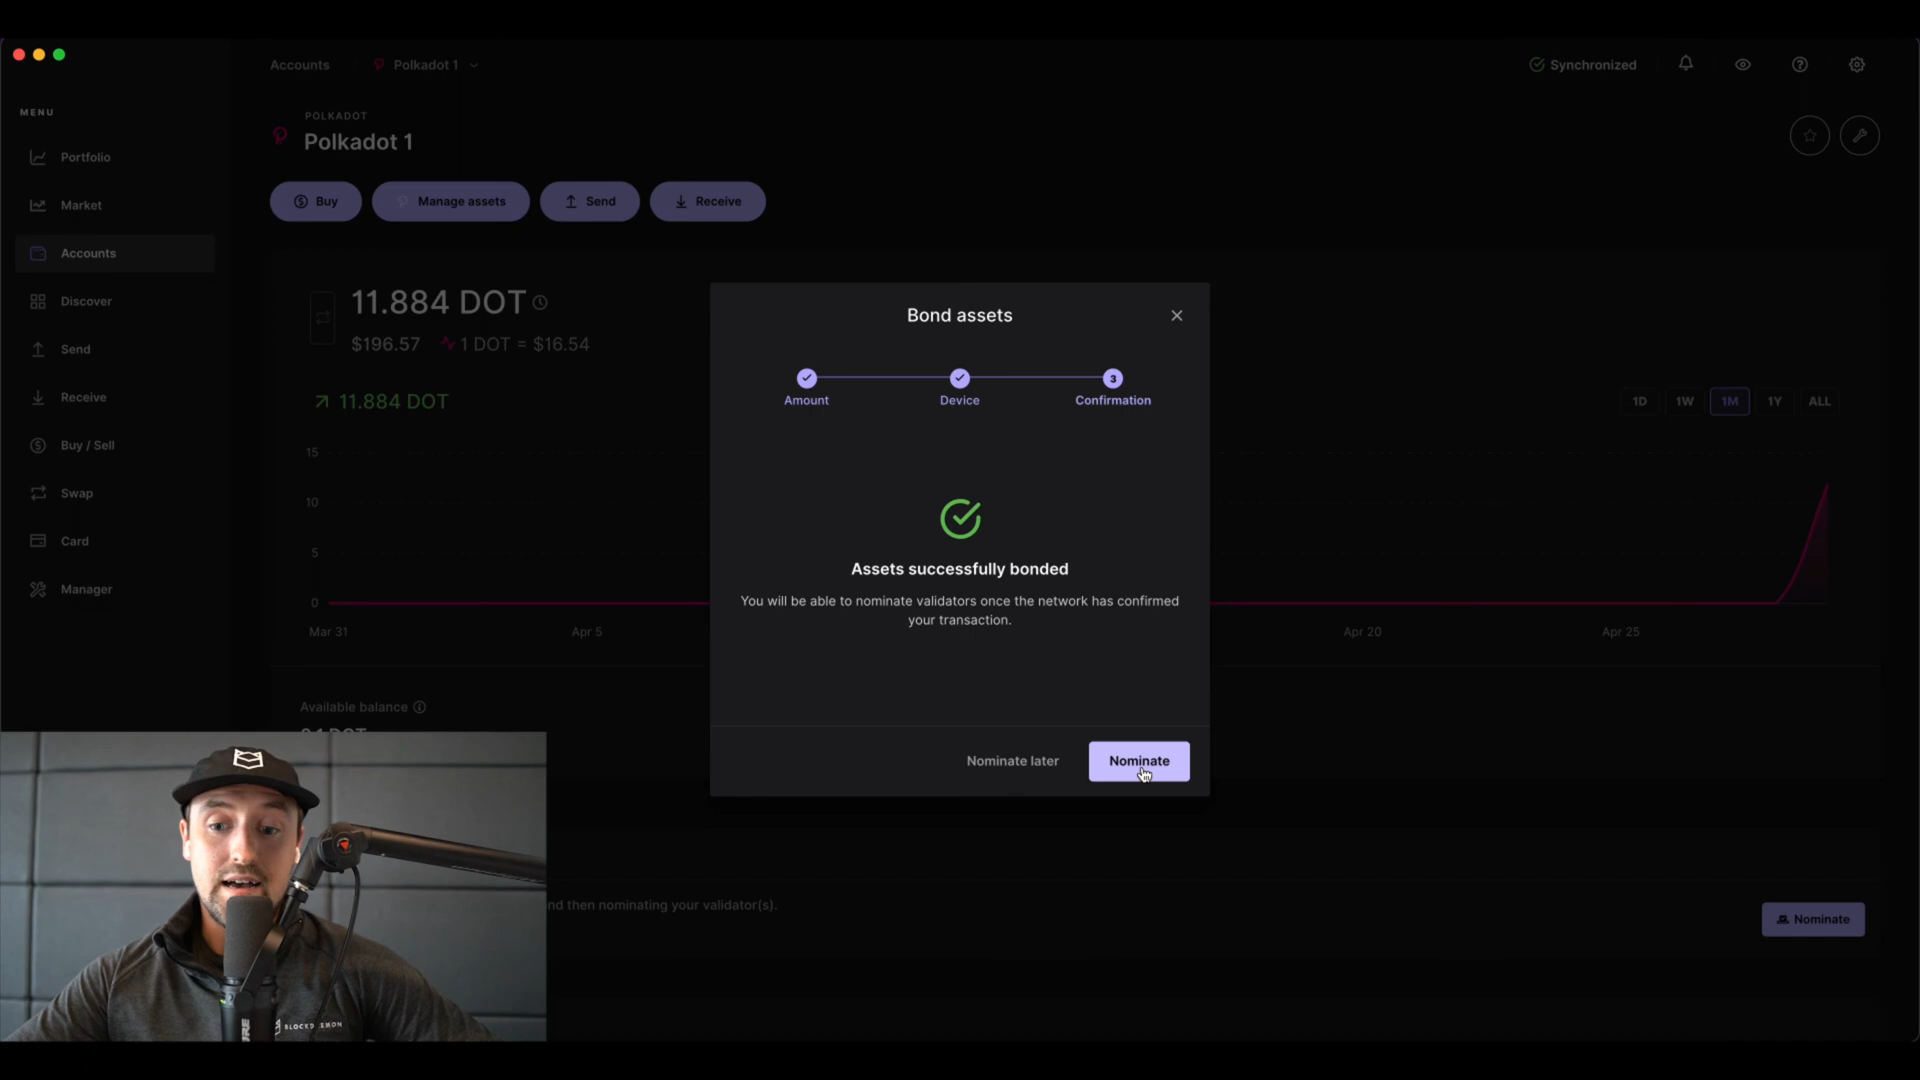 Accounts
Polkadot 1
Synchronized
MENU
POLKADOT
Polkadot 1
Portfolio
Market
Accounts
Discover
Send
Receive
Buy / Sell
Swap
Card
Manager
Buy
Manage assets
Send
Receive
11.884 DOT
$196.57
1 DOT = $16.54
11.884 DOT
1D
1W
1M
1Y
ALL
15
10
5
0
Mar 31
Apr 5
Apr 20
Apr 25
Available balance
Bond assets
3
Amount
Device
Confirmation
Assets successfully bonded
You will be able to nominate validators once the network has confirmed
your transaction.
Nominate later
Nominate
nd then nominating your validator(s).
Nominate